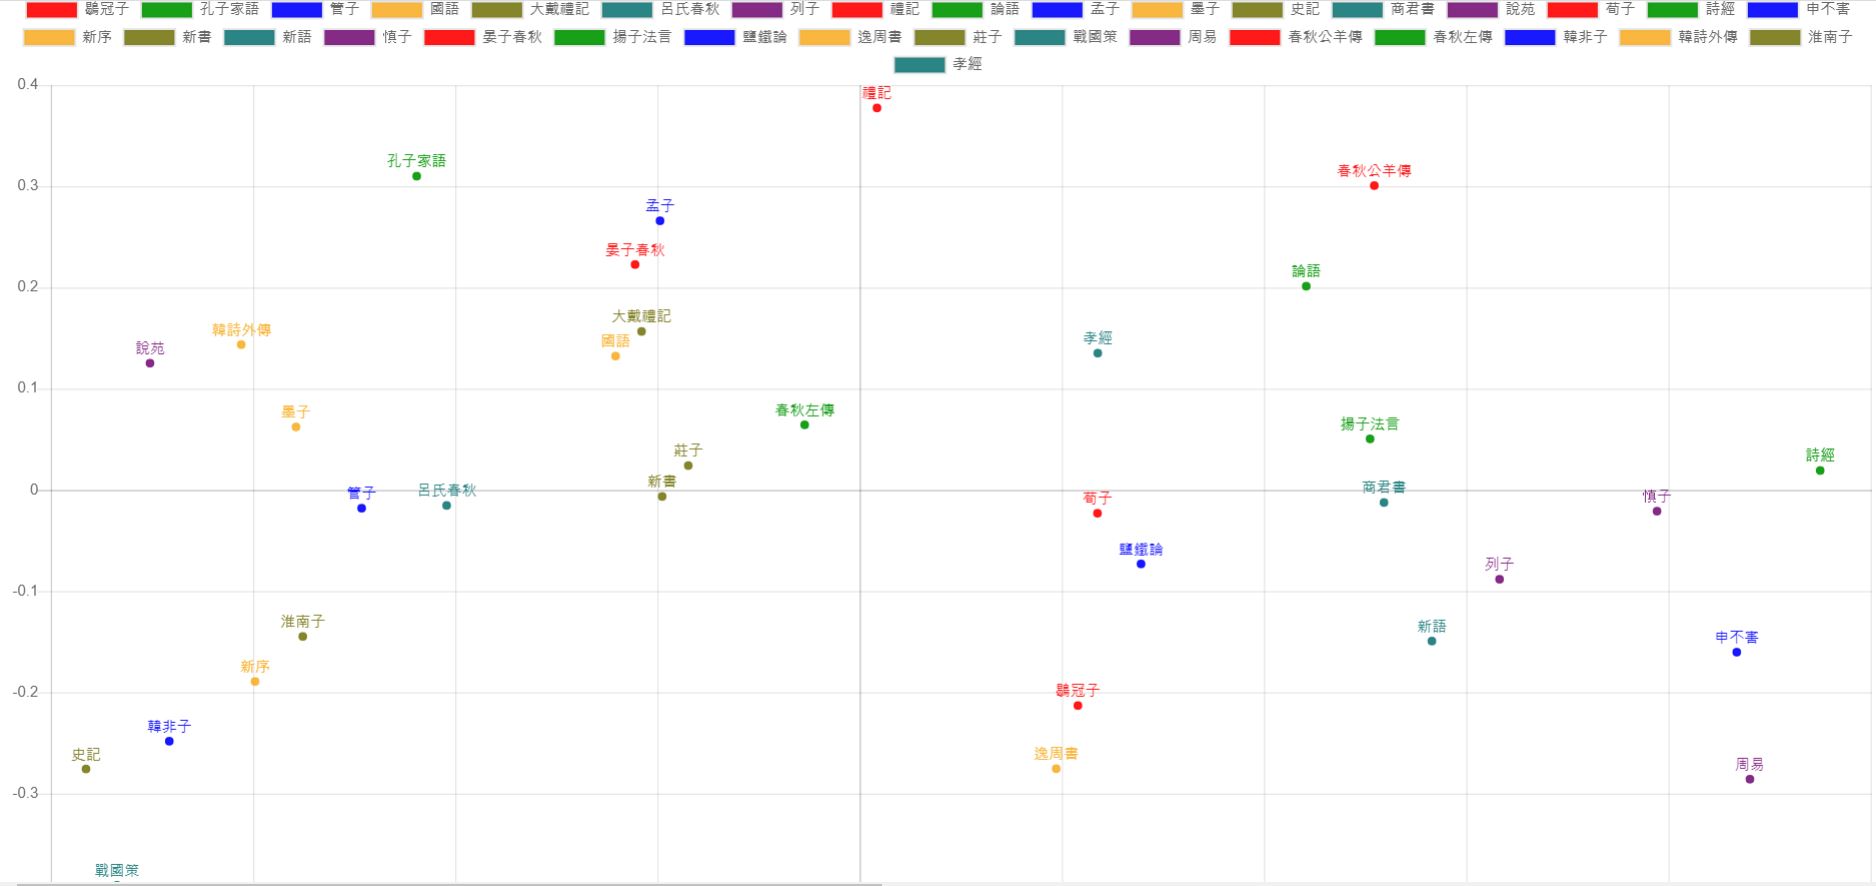 鶡冠子 孔子家語 管子 國語 大戴禮記 呂氏春秋 列子 禮記 論語 孟子 墨子 史記 商君書 說苑 荀子 詩經 申不害
新序 新書 新語 慎子 晏子春秋 揚子法言 鹽鐵論 逸周書 莊子 戰國策 周易 春秋公羊傳 春秋左傳 韓非子 韓詩外傳 淮南子
孝經
0.4
禮記
孔子家語
春秋公羊傳
0.3
孟子
晏子春秋
論語
0.2
大戴禮記
韓詩外傳
國語
孝經
說苑
0.1
墨子
春秋左傳
揚子法言
莊子
詩經
新書
商君書
0
管子
呂氏春秋
荀子
慎子
鹽鐵論
列子
-0.1
淮南子
新語
申不害
新序
-0.2
鶡冠子
韓非子
史記
逸周書
周易
-0.3
戰國策